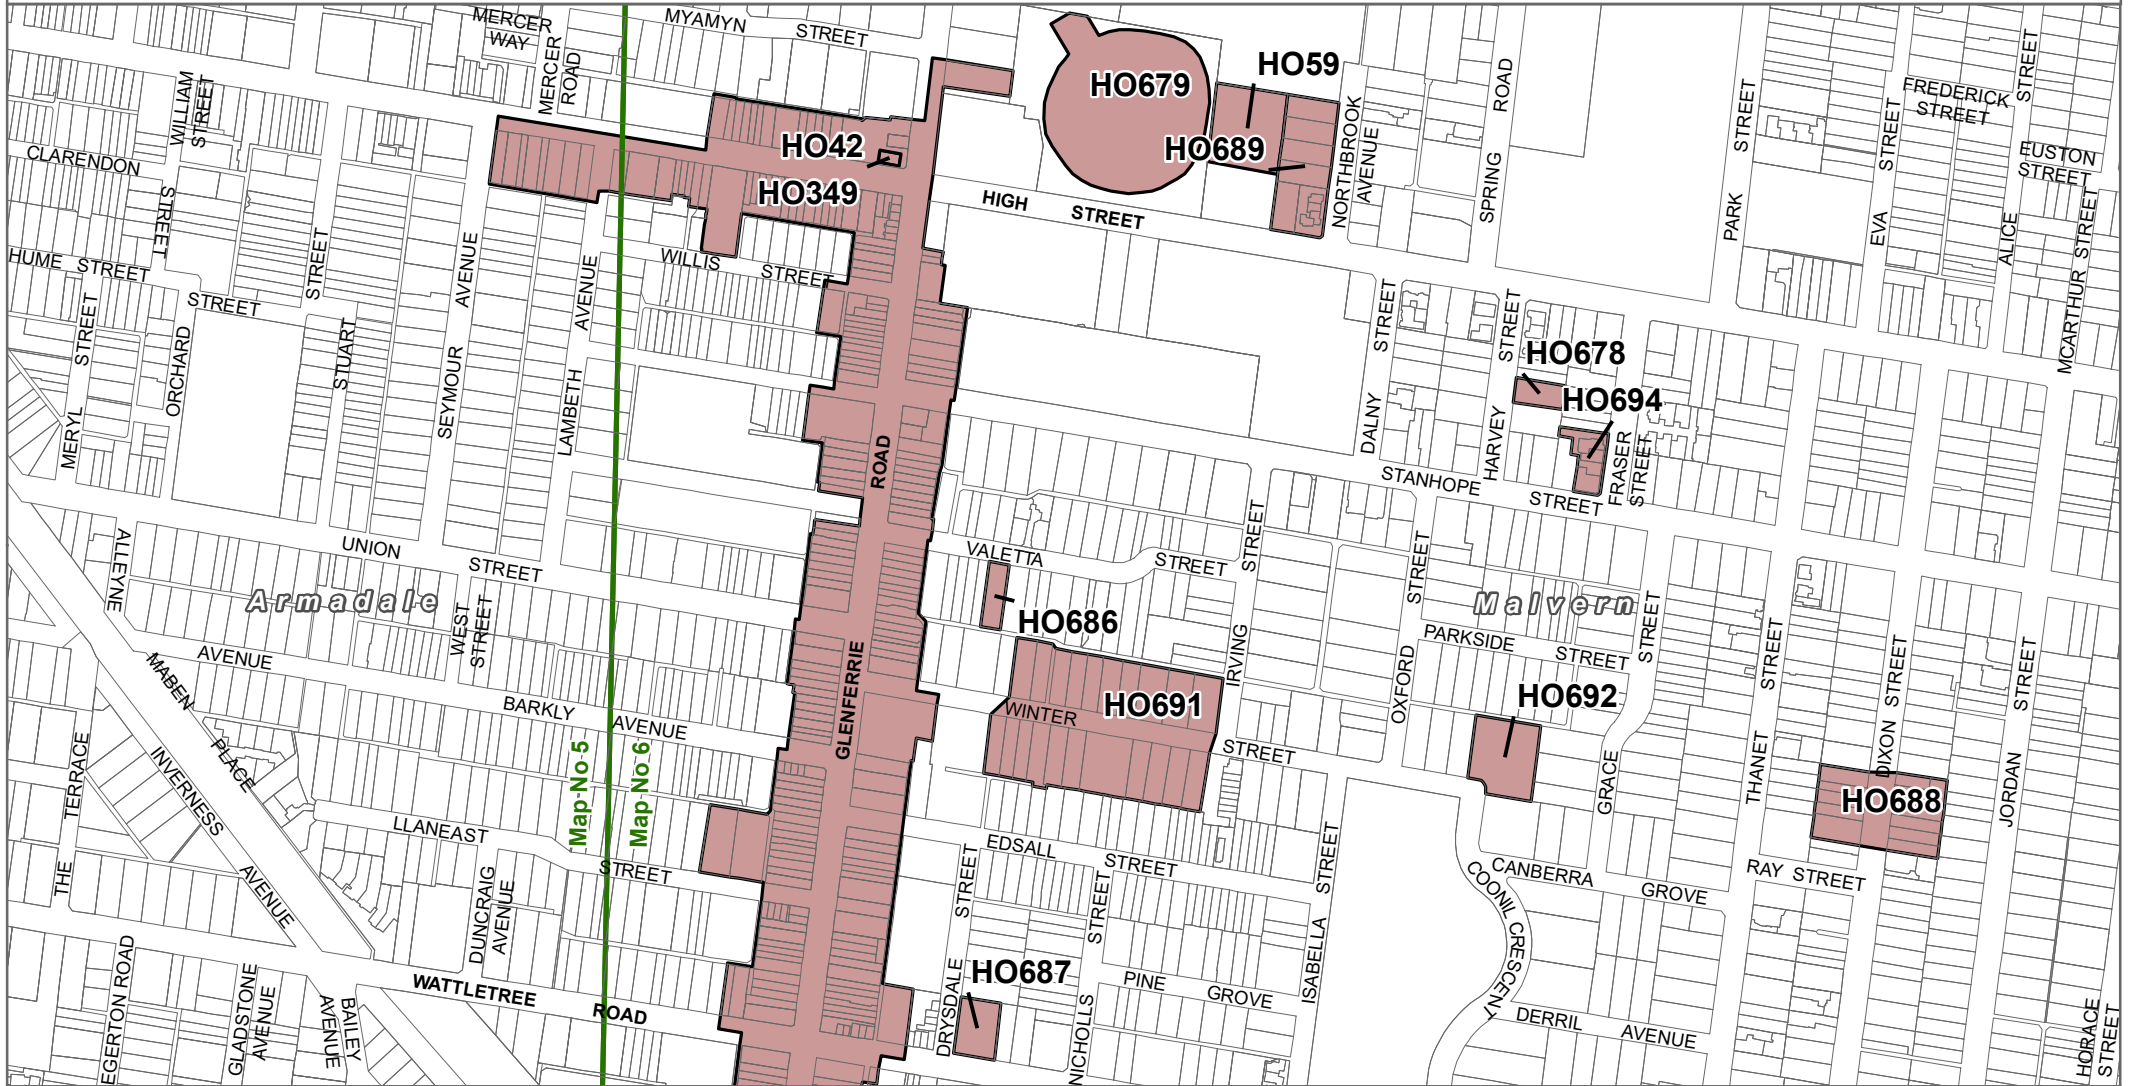 MERCER
WAY
MERCER
ROAD
MYAMYN
STREET
WILLIAM
STREET
HO679
HO59
HO42
HO689
HO349
NORTHBROOK
AVENUE
SPRING
ROAD
PARK
STREET
FREDERICK
STREET
EUSTON
STREET
EVA
STREET
ALICE
STREET
MCARTHUR STREET
CLARENDON
STREET
HIGH
STREET
HUME STREET
STREET
WILLIS
STREET
MERYL
STREET
ORCHARD
STUART
STREET
SEYMOUR
AVENUE
LAMBETH
AVENUE
DALNY
STREET
HARVEY
STREET
HO678
HO694
FRASER
STREET
STANHOPE
STREET
GLENFERRIE
ROAD
UNION
STREET
VALETTA
STREET
ALLEYNE
AVENUE
Armadale
Malvern
WEST
STREET
HO686
IRVING
STREET
OXFORD
STREET
PARKSIDE
STREET
MABEN
PLACE
BARKLY
AVENUE
WINTER
STREET
HO691
HO692
HO688
GRACE
STREET
THANET
STREET
DIXON STREET
JORDAN
STREET
Map-No 5
Map-No 6
THE
TERRACE
INVERNESS
AVENUE
LLANEAST
STREET
EDSALL
STREET
CANBERRA
GROVE
RAY STREET
COONIL CRESCENT
DUNCRAIG
AVENUE
DRYSDALE
STREET
NICHOLLS
STREET
ISABELLA
STREET
HO687
PINE
GROVE
EGERTON ROAD
GLADSTONE
AVENUE
BAILEY
AVENUE
WATTLETREE
ROAD
DERRIL
AVENUE
HORACE
STREET